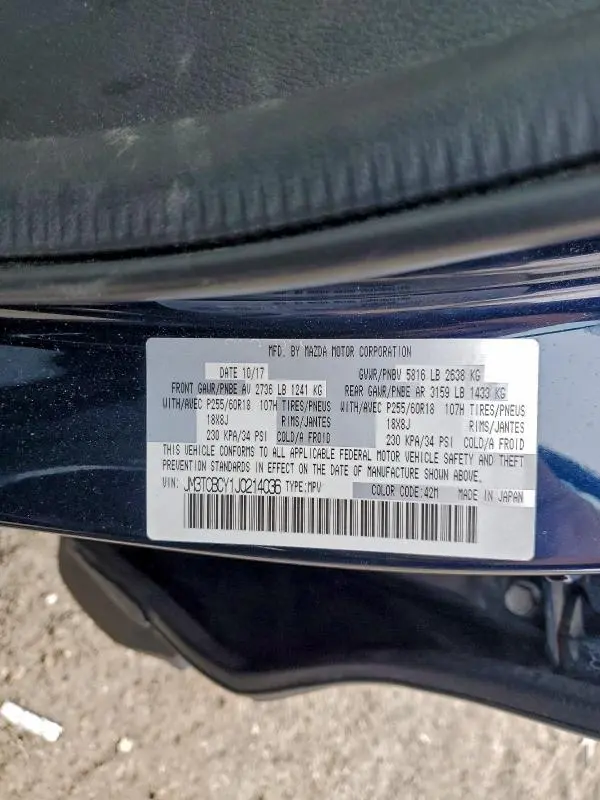 MFD. BY MAZDA MOTOR CORPORATION
DATE 10/17 GVWR/PNBV 5816 LB 2638 KG
FRONT GAWR/PNBE AV 2736 LB 1241 KG REAR GAWR/PNBE AR 3159 LB 1433 KG
WITH/AVEC P255/60R18 107H TIRES/PNEUS WITH/AVEC P255/60R18 107H TIRES/PNEUS
18X8J RIMS/JANTES 18X8J RIMS/JANTES
230 KPA/34 PSI COLD/A FROID 230 KPA/34 PSI COLD/A FROID
THIS VEHICLE CONFORMS TO ALL APPLICABLE FEDERAL MOTOR VEHICLE SAFETY AND THEFT
PREVENTION STANDARDS IN EFFECT ON THE DATE OF MANUFACTURE SHOWN ABOVE.
VIN: JM3TCBCY1J0214036 TYPE:MPV COLOR CODE:42M MADE IN JAPAN